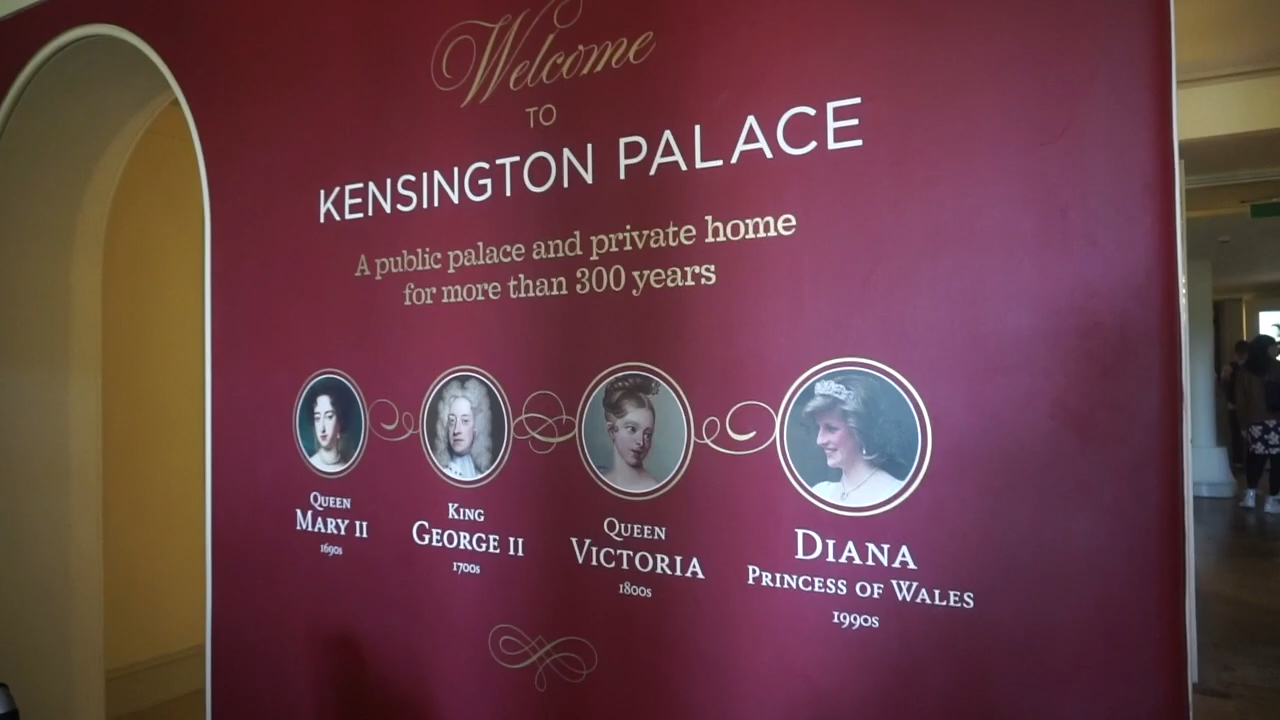 Welcome
TO
KENSINGTON PALACE
A public palace and private home
for more than 300 years
QUEEN
MARY II
1690s
KING
GEORGE II
1700s
QUEEN
VICTORIA
1800s
DIANA
PRINCESS OF WALES
1990s